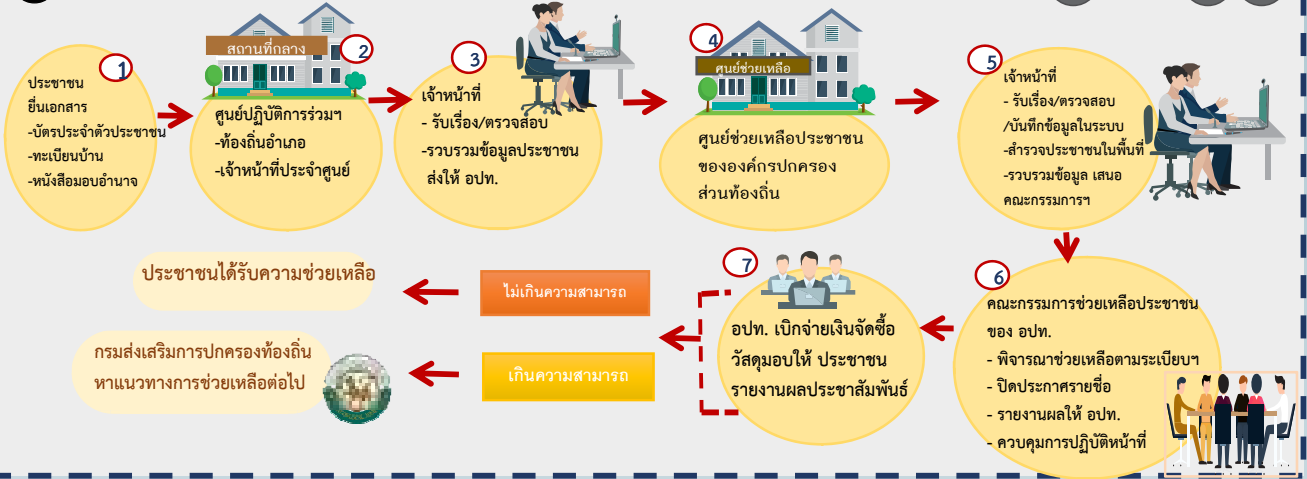 1
ประชาชน
ยื่นเอกสาร
-บัตรประจำตัวประชาชน
-ทะเบียนบ้าน
-หนังสือมอบอำนาจ
สถานที่กลาง
2
ศูนย์ปฏิบัติการร่วมฯ
-ท้องถิ่นอำเภอ
-เจ้าหน้าที่ประจำศูนย์
3
เจ้าหน้าที่
- รับเรื่อง/ตรวจสอบ
-รวบรวมข้อมูลประชาชน
ส่งให้ อปท.
4
ศูนย์ช่วยเหลือ
ศูนย์ช่วยเหลือประชาชน
ขององค์กรปกครอง
ส่วนท้องถิ่น
5
เจ้าหน้าที่
- รับเรื่อง/ตรวจสอบ
/บันทึกข้อมูลในระบบ
-สำรวจประชาชนในพื้นที่
-รวบรวมข้อมูล เสนอ
คณะกรรมการฯ
6
คณะกรรมการช่วยเหลือประชาชน
ของ อปท.
- พิจารณาช่วยเหลือตามระเบียบฯ
- ปิดประกาศรายชื่อ
- รายงานผลให้ อปท.
- ควบคุมการปฏิบัติหน้าที่
7
อปท. เบิกจ่ายเงินจัดซื้อ
วัสดุมอบให้ ประชาชน
รายงานผลประชาสัมพันธ์
ไม่เกินความสามารถ
ประชาชนได้รับความช่วยเหลือ
เกินความสามารถ
กรมส่งเสริมการปกครองท้องถิ่น
หาแนวทางการช่วยเหลือต่อไป